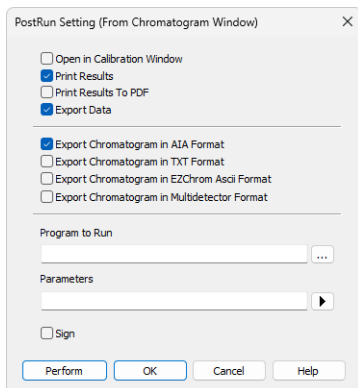 PostRun Setting (From Chromatogram Window)
Open in Calibration Window
Print Results
Print Results To PDF
Export Data
Export Chromatogram in AIA Format
Export Chromatogram in TXT Format
Export Chromatogram in EZChrom Ascii Format
Export Chromatogram in Multidetector Format
Program to Run
...
Parameters
Sign
Perform OK Cancel Help